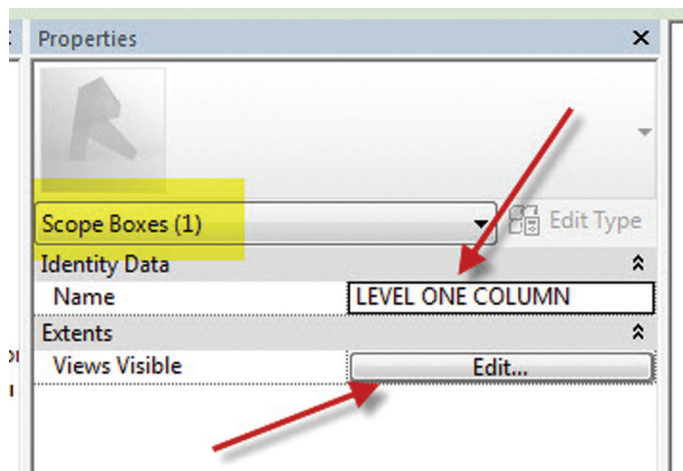 Properties
Scope Boxes (1) Edit Type
Identity Data
Name LEVEL ONE COLUMN
Extents
Views Visible Edit...